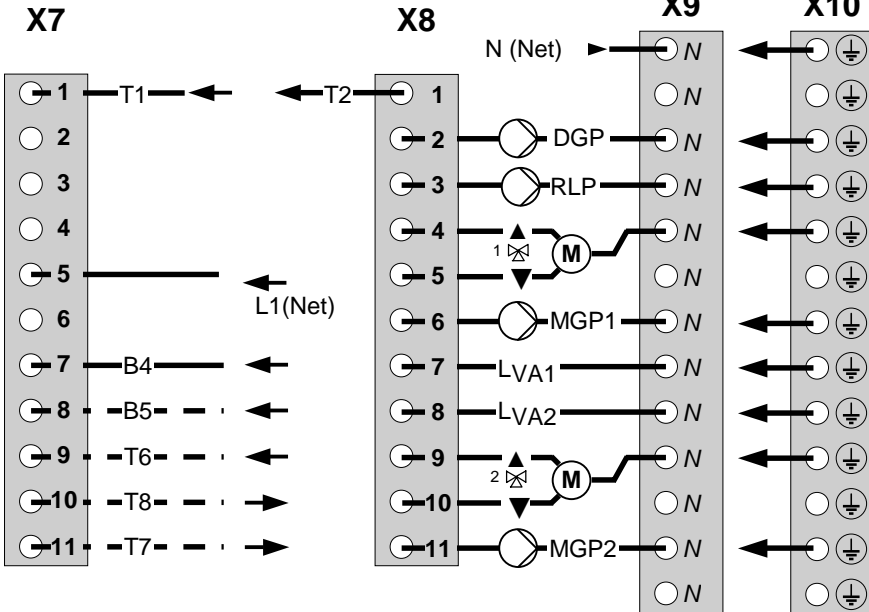 X7
X8
X9
X10
N (Net)
N
1 T1
T2 1
N
2
2 DGP N
3
3 RLP N
4
4 N
1 M
5
L1(Net)
5 N
6
6 MGP1 N
7 B4
7 LVA1 N
8 B5
8 LVA2 N
9 T6
9 N
2 M
10 T8
10 N
11 T7
11 MGP2 N
N